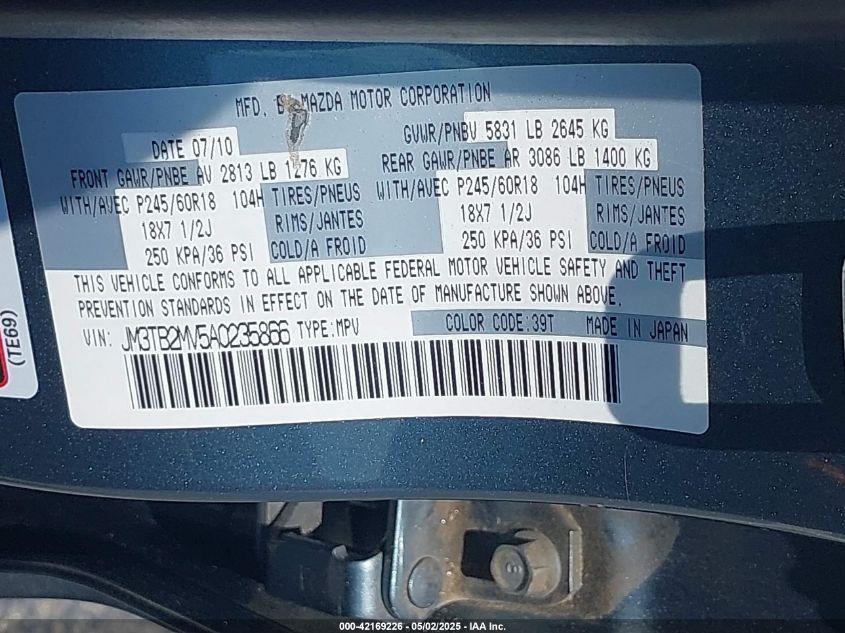 MFD. BY MAZDA MOTOR CORPORATION
DATE 07/10
GVWR/PNBV 5831 LB 2645 KG
FRONT GAWR/PNBE AV 2813 LB 1276 KG
REAR GAWR/PNBE AR 3086 LB 1400 KG
WITH/AVEC P245/60R18 104H TIRES/PNEUS
WITH/AVEC P245/60R18 104H TIRES/PNEUS
18X7 1/2J RIMS/JANTES
18X7 1/2J RIMS/JANTES
250 KPA/36 PSI COLD/A FROID
250 KPA/36 PSI COLD/A FROID
THIS VEHICLE CONFORMS TO ALL APPLICABLE FEDERAL MOTOR VEHICLE SAFETY AND THEFT
PREVENTION STANDARDS IN EFFECT ON THE DATE OF MANUFACTURE SHOWN ABOVE.
VIN: JM3TB2MV5A0235866 TYPE:MPV
COLOR CODE:39T MADE IN JAPAN
(TE69)
8
000-42169226 - 05/02/2025 - IAA Inc.